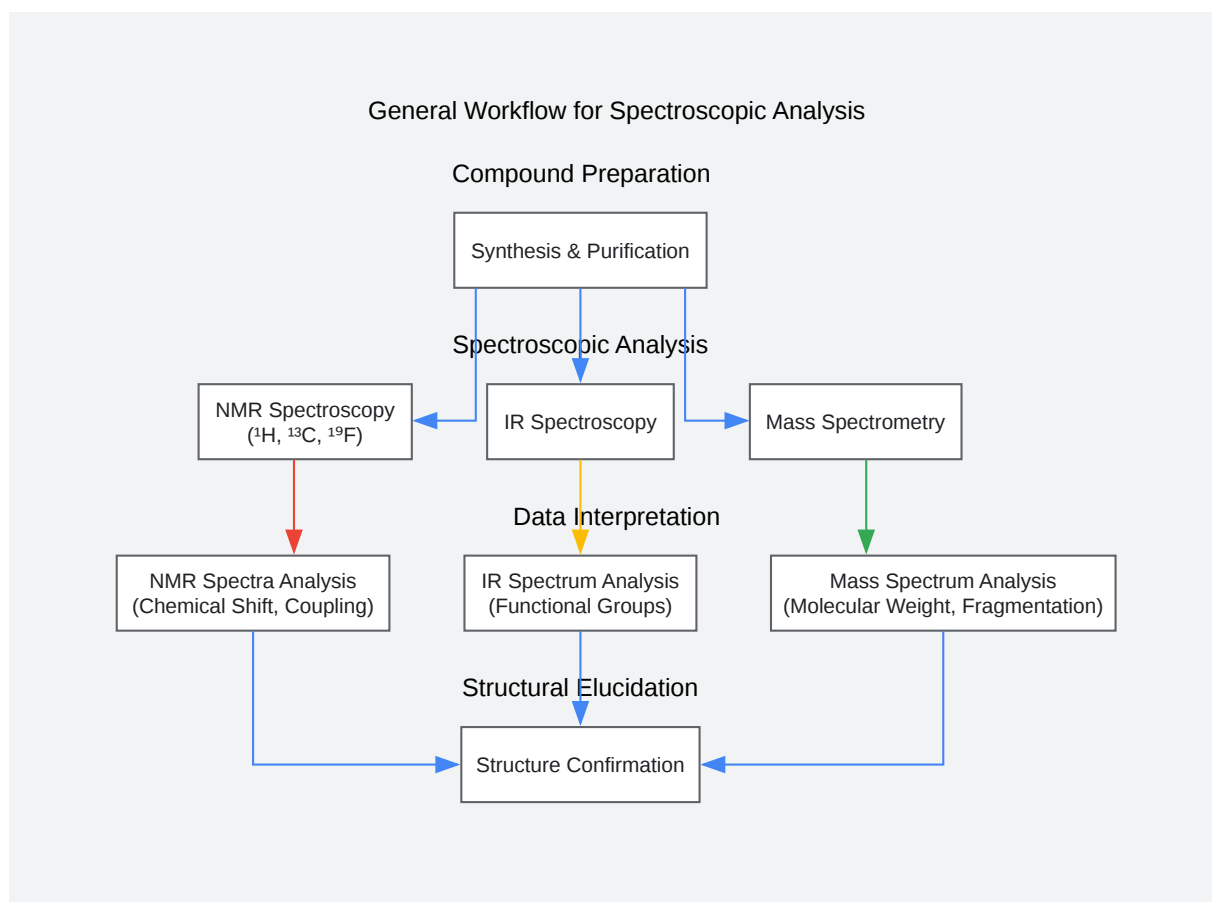 General Workflow for Spectroscopic Analysis
Compound Preparation
Synthesis & Purification
Spectroscopic Analysis
NMR Spectroscopy
(¹H, ¹³C, ¹⁹F)
IR Spectroscopy
Mass Spectrometry
Data Interpretation
NMR Spectra Analysis
(Chemical Shift, Coupling)
IR Spectrum Analysis
(Functional Groups)
Mass Spectrum Analysis
(Molecular Weight, Fragmentation)
Structural Elucidation
Structure Confirmation